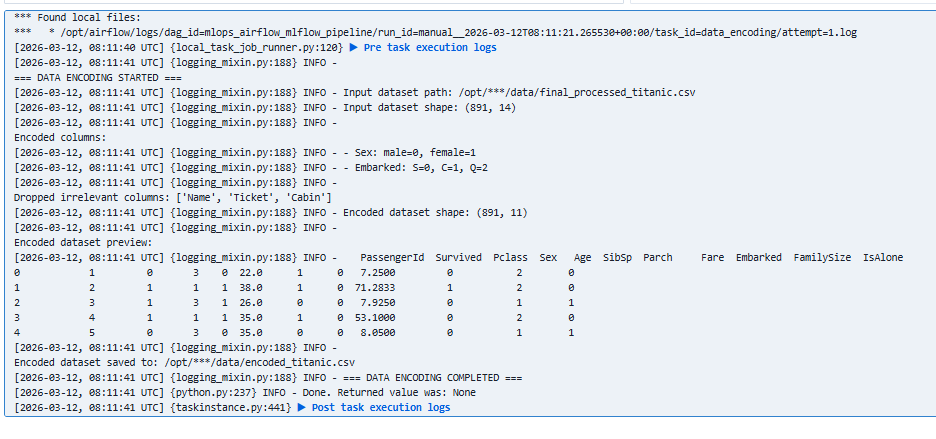 *** Found local files:
***   * /opt/airflow/logs/dag_id=mlops_airflow_mlflow_pipeline/run_id=manual__2026-03-12T08:11:21.265530+00:00/task_id=data_encoding/attempt=1.log
[2026-03-12, 08:11:40 UTC] {local_task_job_runner.py:120} ▶ Pre task execution logs
[2026-03-12, 08:11:41 UTC] {logging_mixin.py:188} INFO -
=== DATA ENCODING STARTED ===
[2026-03-12, 08:11:41 UTC] {logging_mixin.py:188} INFO - Input dataset path: /opt/***/data/final_processed_titanic.csv
[2026-03-12, 08:11:41 UTC] {logging_mixin.py:188} INFO - Input dataset shape: (891, 14)
[2026-03-12, 08:11:41 UTC] {logging_mixin.py:188} INFO -
Encoded columns:
[2026-03-12, 08:11:41 UTC] {logging_mixin.py:188} INFO - - Sex: male=0, female=1
[2026-03-12, 08:11:41 UTC] {logging_mixin.py:188} INFO - - Embarked: S=0, C=1, Q=2
[2026-03-12, 08:11:41 UTC] {logging_mixin.py:188} INFO -
Dropped irrelevant columns: ['Name', 'Ticket', 'Cabin']
[2026-03-12, 08:11:41 UTC] {logging_mixin.py:188} INFO - Encoded dataset shape: (891, 11)
[2026-03-12, 08:11:41 UTC] {logging_mixin.py:188} INFO -
Encoded dataset preview:
[2026-03-12, 08:11:41 UTC] {logging_mixin.py:188} INFO -    PassengerId  Survived  Pclass  Sex   Age  SibSp  Parch     Fare  Embarked  FamilySize  IsAlone
0            1         0       3    0  22.0      1      0   7.2500         0           2        0
1            2         1       1    1  38.0      1      0  71.2833         1           2        0
2            3         1       3    1  26.0      0      0   7.9250         0           1        1
3            4         1       1    1  35.0      1      0  53.1000         0           2        0
4            5         0       3    0  35.0      0      0   8.0500         0           1        1
[2026-03-12, 08:11:41 UTC] {logging_mixin.py:188} INFO -
Encoded dataset saved to: /opt/***/data/encoded_titanic.csv
[2026-03-12, 08:11:41 UTC] {logging_mixin.py:188} INFO - === DATA ENCODING COMPLETED ===
[2026-03-12, 08:11:41 UTC] {python.py:237} INFO - Done. Returned value was: None
[2026-03-12, 08:11:41 UTC] {taskinstance.py:441} ▶ Post task execution logs